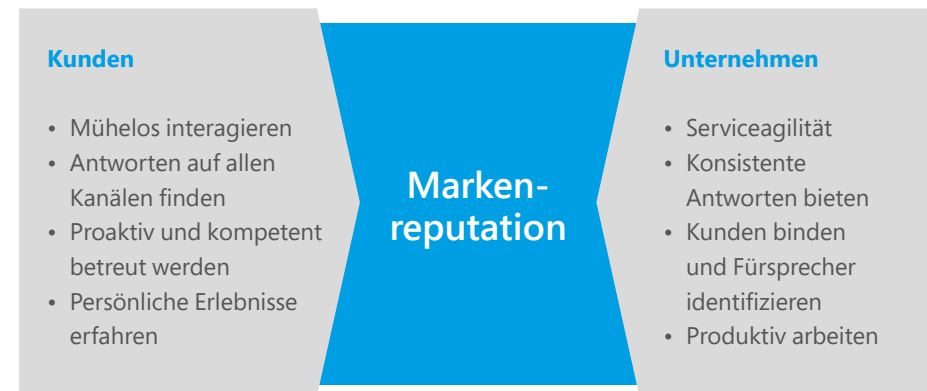 Kunden
• Mühelos interagieren
• Antworten auf allen
Kanälen finden
• Proaktiv und kompetent
betreut werden
• Persönliche Erlebnisse
erfahren
Marken-
reputation
Unternehmen
• Serviceagilität
• Konsistente
Antworten bieten
• Kunden binden
und Fürsprecher
identifizieren
• Produktiv arbeiten